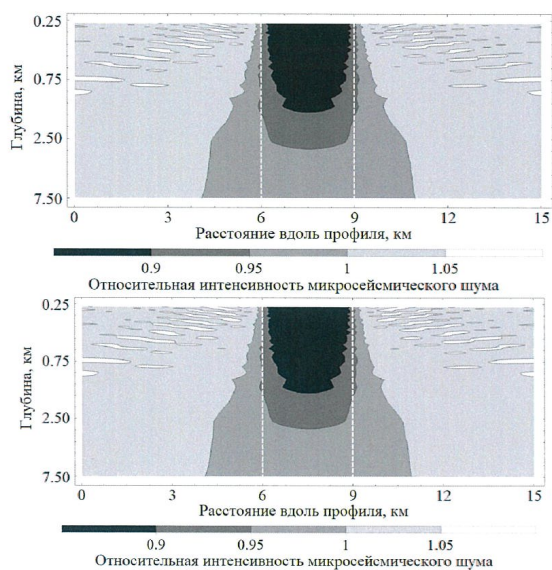 0.25
0.75
2.50
7.50
Глубина, км
0 3 6 9 12 15
Расстояние вдоль профиля, км
0.9 0.95 1 1.05
Относительная интенсивность микросейсмического шума
0.25
0.75
2.50
7.50
Глубина, км
0 3 6 9 12 15
Расстояние вдоль профиля, км
0.9 0.95 1 1.05
Относительная интенсивность микросейсмического шума